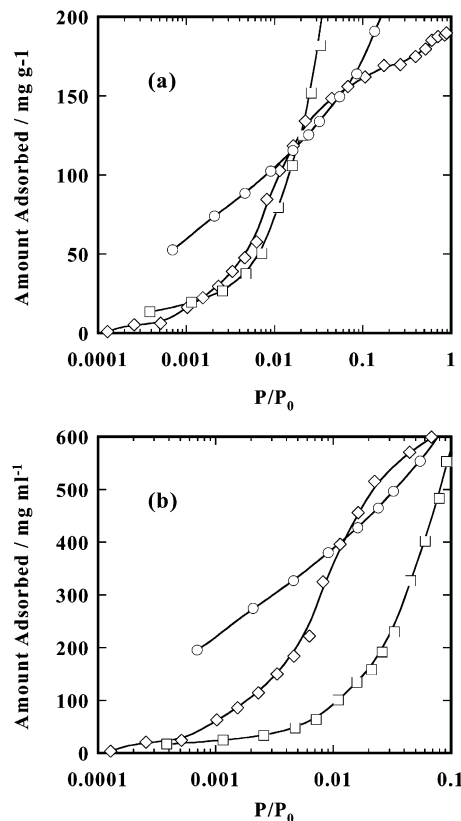 200
150
100
50
0
(a)
Amount Adsorbed / mg g-1
0.0001 0.001 0.01 0.1 1
P/P₀
600
500
400
300
200
100
0
(b)
Amount Adsorbed / mg ml⁻¹
0.0001 0.001 0.01 0.1
P/P₀